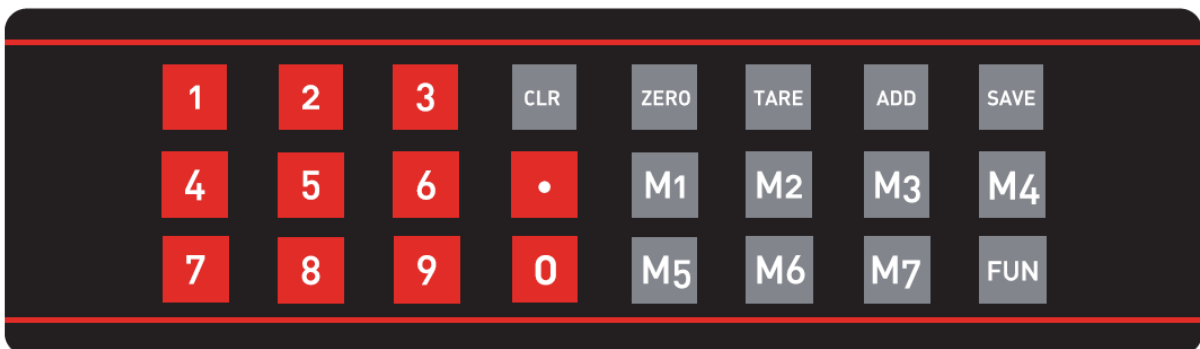 1 2 3 CLR ZERO TARE ADD SAVE
4 5 6 • M1 M2 M3 M4
7 8 9 0 M5 M6 M7 FUN